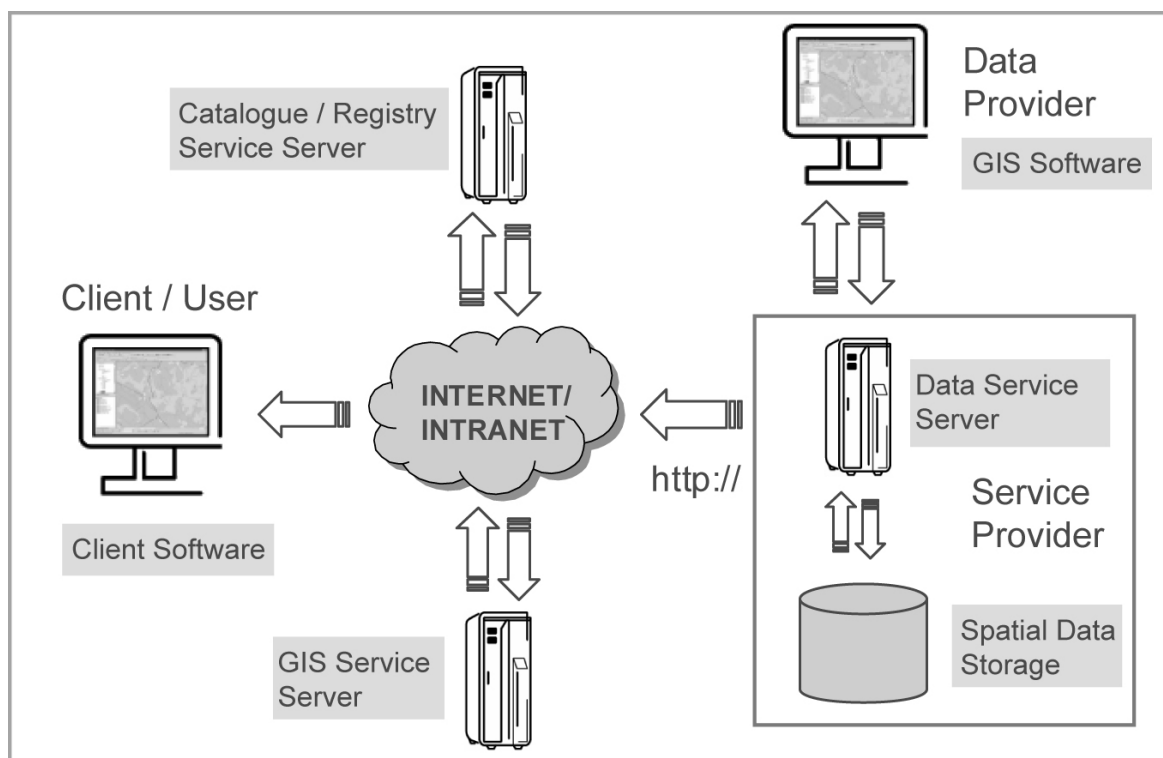 Data
Provider
GIS Software
Catalogue / Registry
Service Server
Client / User
Client Software
INTERNET/
INTRANET
http://
Data Service
Server
Service
Provider
Spatial Data
Storage
GIS Service
Server